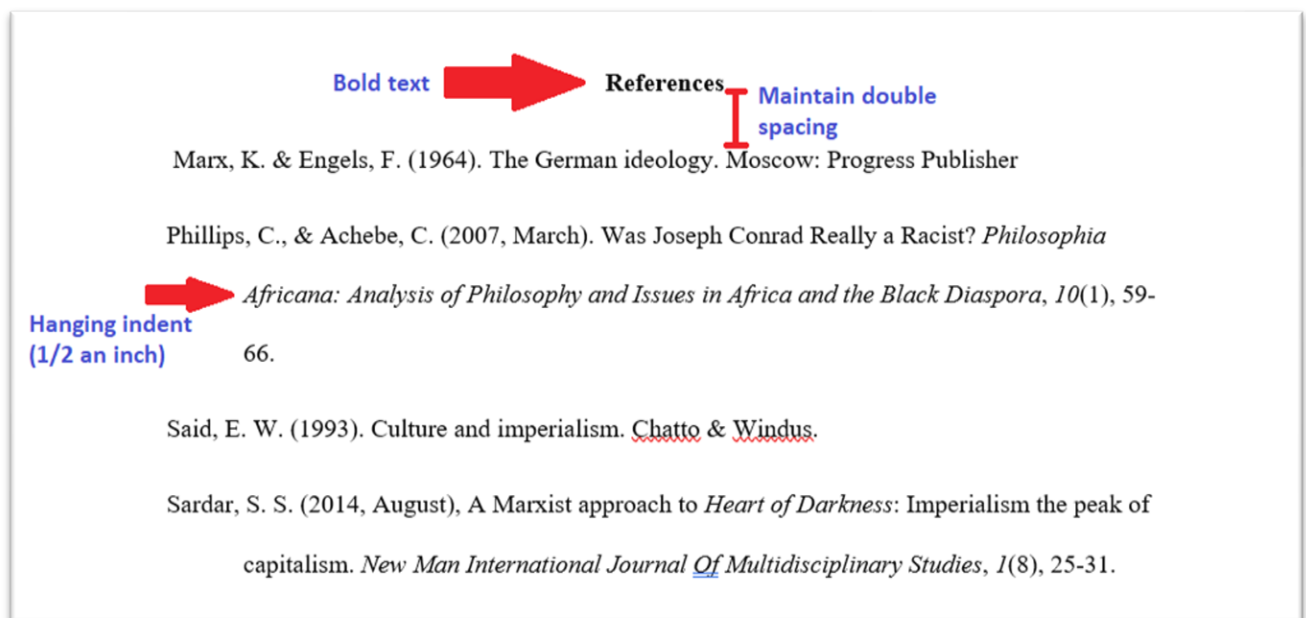 Bold text References
Maintain double
spacing
Marx, K. & Engels, F. (1964). The German ideology. Moscow: Progress Publisher
Phillips, C., & Achebe, C. (2007, March). Was Joseph Conrad Really a Racist? Philosophia
Africana: Analysis of Philosophy and Issues in Africa and the Black Diaspora, 10(1), 59-
Hanging indent
(1/2 an inch)
66.
Said, E. W. (1993). Culture and imperialism. Chatto & Windus.
Sardar, S. S. (2014, August), A Marxist approach to Heart of Darkness: Imperialism the peak of
capitalism. New Man International Journal Of Multidisciplinary Studies, 1(8), 25-31.